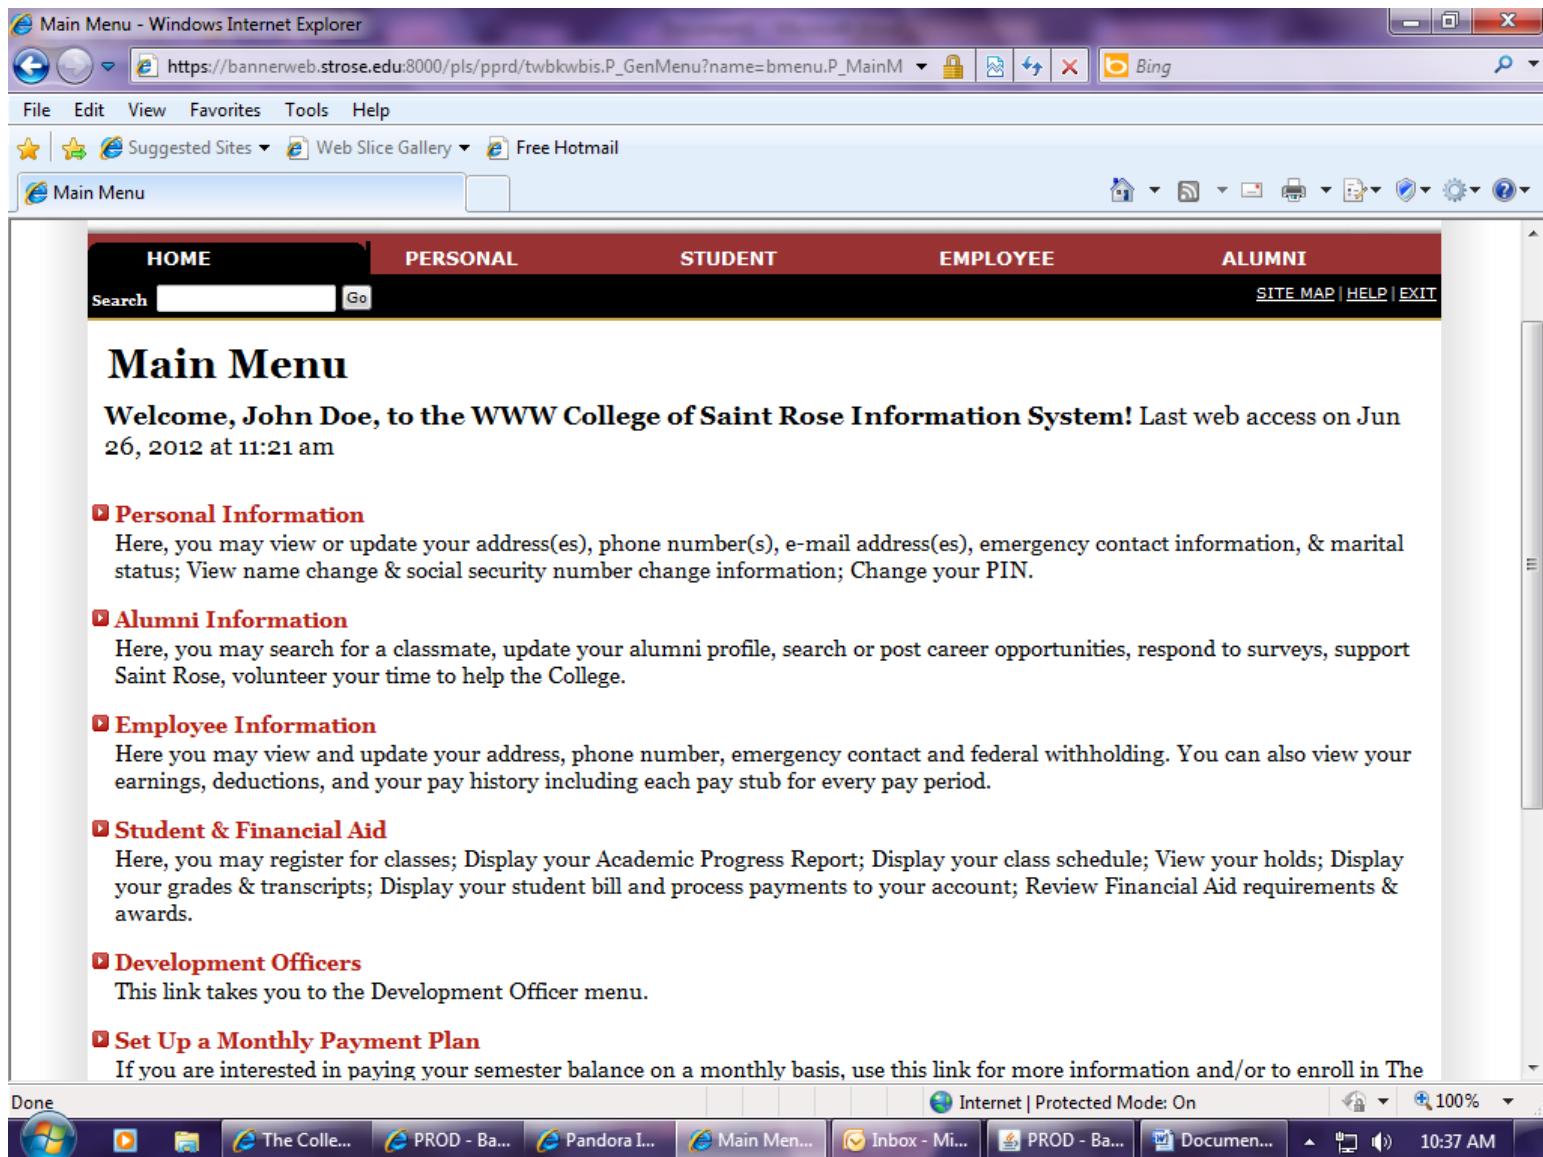 Main Menu - Windows Internet Explorer
https://bannerweb.strose.edu:8000/pls/pprd/twbkwbis.P_GenMenu?name=bmenu.P_MainM
Bing
File Edit View Favorites Tools Help
Suggested Sites Web Slice Gallery Free Hotmail
Main Menu
HOME PERSONAL STUDENT EMPLOYEE ALUMNI
Search Go SITE MAP | HELP | EXIT
Main Menu
Welcome, John Doe, to the WWW College of Saint Rose Information System! Last web access on Jun
26, 2012 at 11:21 am
Personal Information
Here, you may view or update your address(es), phone number(s), e-mail address(es), emergency contact information, & marital
status; View name change & social security number change information; Change your PIN.
Alumni Information
Here, you may search for a classmate, update your alumni profile, search or post career opportunities, respond to surveys, support
Saint Rose, volunteer your time to help the College.
Employee Information
Here you may view and update your address, phone number, emergency contact and federal withholding. You can also view your
earnings, deductions, and your pay history including each pay stub for every pay period.
Student & Financial Aid
Here, you may register for classes; Display your Academic Progress Report; Display your class schedule; View your holds; Display
your grades & transcripts; Display your student bill and process payments to your account; Review Financial Aid requirements &
awards.
Development Officers
This link takes you to the Development Officer menu.
Set Up a Monthly Payment Plan
If you are interested in paying your semester balance on a monthly basis, use this link for more information and/or to enroll in The
Done Internet | Protected Mode: On 100%
The Colle... PROD - Ba... Pandora I... Main Men... Inbox - Mi... PROD - Ba... Documen... 10:37 AM